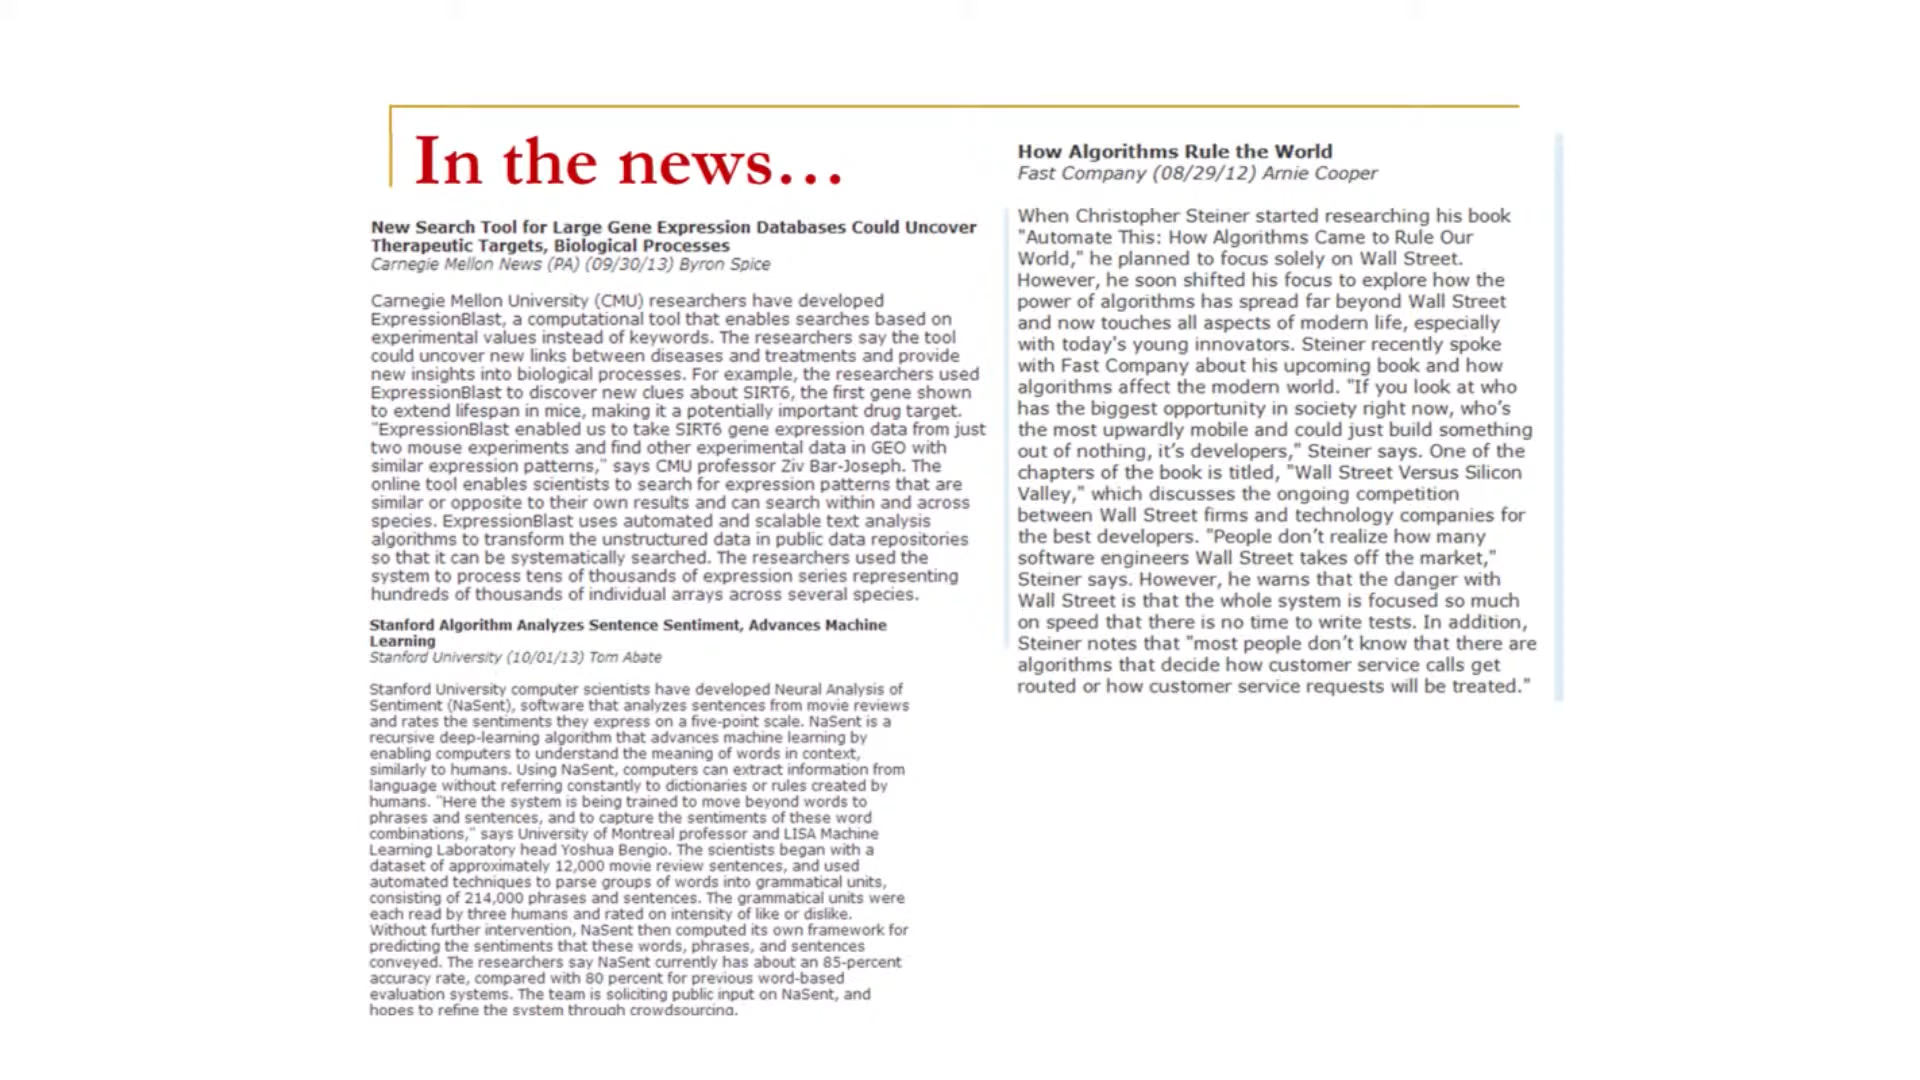 In the news…
New Search Tool for Large Gene Expression Databases Could Uncover
Therapeutic Targets, Biological Processes
Carnegie Mellon News (PA) (09/30/13) Byron Spice
Carnegie Mellon University (CMU) researchers have developed
ExpressionBlast, a computational tool that enables searches based on
experimental values instead of keywords. The researchers say the tool
could uncover new links between diseases and treatments and provide
new insights into biological processes. For example, the researchers used
ExpressionBlast to discover new clues about SIRT6, the first gene shown
to extend lifespan in mice, making it a potentially important drug target.
"ExpressionBlast enabled us to take SIRT6 gene expression data from just
two mouse experiments and find other experimental data in GEO with
similar expression patterns," says CMU professor Ziv Bar-Joseph. The
online tool enables scientists to search for expression patterns that are
similar or opposite to their own results and can search within and across
species. ExpressionBlast uses automated and scalable text analysis
algorithms to transform the unstructured data in public data repositories
so that it can be systematically searched. The researchers used the
system to process tens of thousands of expression series representing
hundreds of thousands of individual arrays across several species.
Stanford Algorithm Analyzes Sentence Sentiment, Advances Machine
Learning
Stanford University (10/01/13) Tom Abate
Stanford University computer scientists have developed Neural Analysis of
Sentiment (NaSent), software that analyzes sentences from movie reviews
and rates the sentiments they express on a five-point scale. NaSent is a
recursive deep-learning algorithm that advances machine learning by
enabling computers to understand the meaning of words in context,
similarly to humans. Using NaSent, computers can extract information from
language without referring constantly to dictionaries or rules created by
humans. "Here the system is being trained to move beyond words to
phrases and sentences, and to capture the sentiments of these word
combinations," says University of Montreal professor and LISA Machine
Learning Laboratory head Yoshua Bengio. The scientists began with a
dataset of approximately 12,000 movie review sentences, and used
automated techniques to parse groups of words into grammatical units,
consisting of 214,000 phrases and sentences. The grammatical units were
each read by three humans and rated on intensity of like or dislike.
Without further intervention, NaSent then computed its own framework for
predicting the sentiments that these words, phrases, and sentences
conveyed. The researchers say NaSent currently has about an 85-percent
accuracy rate, compared with 80 percent for previous word-based
evaluation systems. The team is soliciting public input on NaSent, and
hopes to refine the system through crowdsourcing.
How Algorithms Rule the World
Fast Company (08/29/12) Arnie Cooper
When Christopher Steiner started researching his book
"Automate This: How Algorithms Came to Rule Our
World," he planned to focus solely on Wall Street.
However, he soon shifted his focus to explore how the
power of algorithms has spread far beyond Wall Street
and now touches all aspects of modern life, especially
with today's young innovators. Steiner recently spoke
with Fast Company about his upcoming book and how
algorithms affect the modern world. "If you look at who
has the biggest opportunity in society right now, who's
the most upwardly mobile and could just build something
out of nothing, it's developers," Steiner says. One of the
chapters of the book is titled, "Wall Street Versus Silicon
Valley," which discusses the ongoing competition
between Wall Street firms and technology companies for
the best developers. "People don't realize how many
software engineers Wall Street takes off the market,"
Steiner says. However, he warns that the danger with
Wall Street is that the whole system is focused so much
on speed that there is no time to write tests. In addition,
Steiner notes that "most people don't know that there are
algorithms that decide how customer service calls get
routed or how customer service requests will be treated."